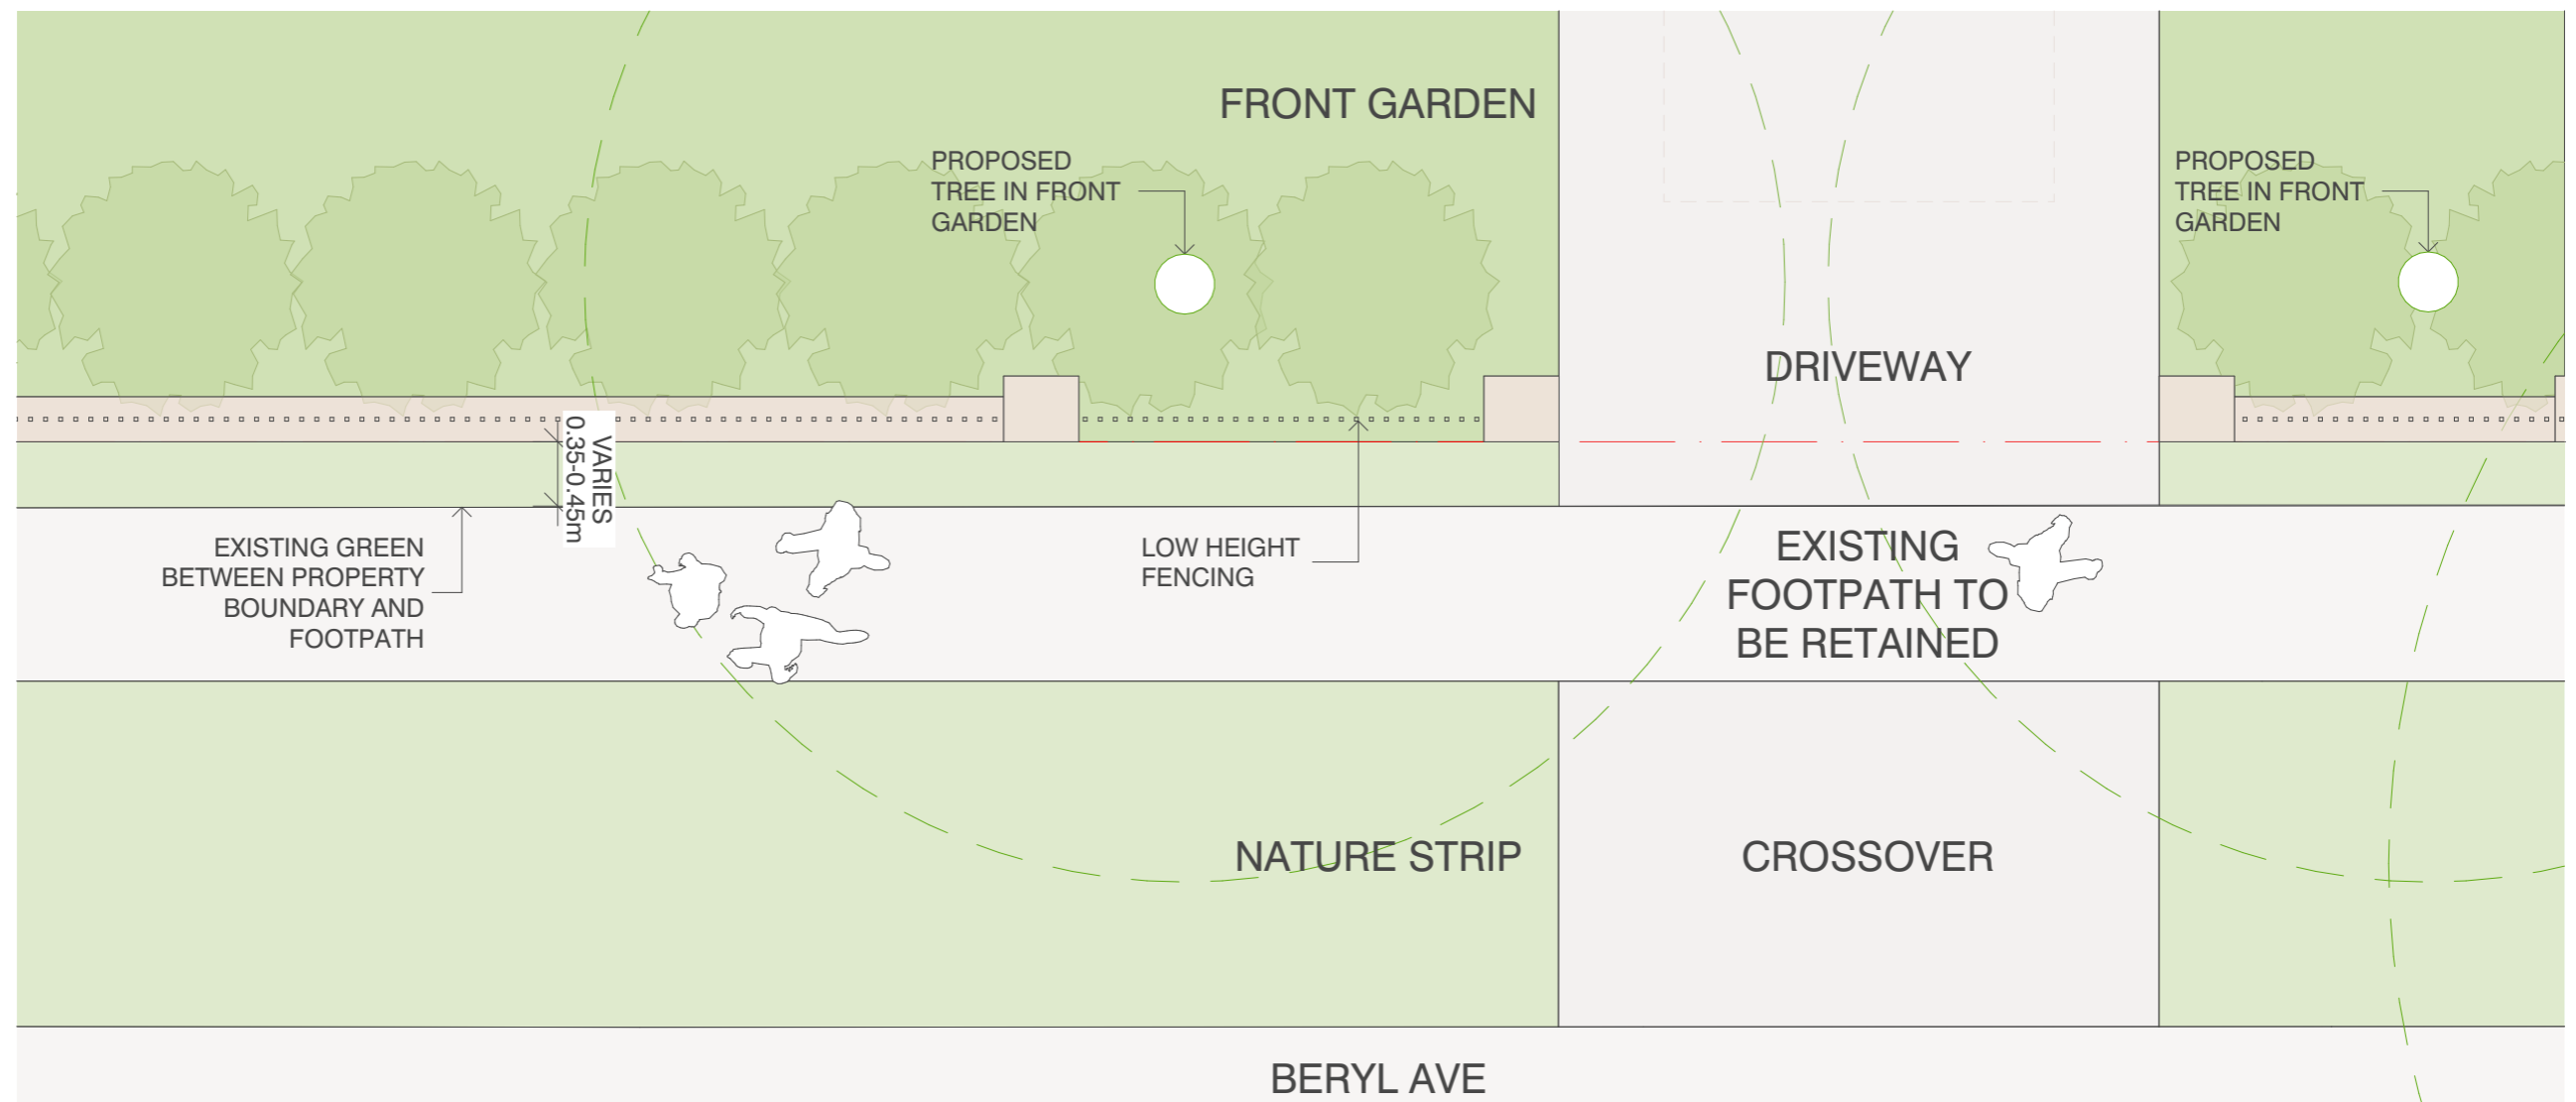 FRONT GARDEN
PROPOSED
TREE IN FRONT
GARDEN
PROPOSED
TREE IN FRONT
GARDEN
DRIVEWAY
VARIES
0.35-0.45m
EXISTING GREEN
BETWEEN PROPERTY
BOUNDARY AND
FOOTPATH
LOW HEIGHT
FENCING
EXISTING
FOOTPATH TO
BE RETAINED
NATURE STRIP
CROSSOVER
BERYL AVE